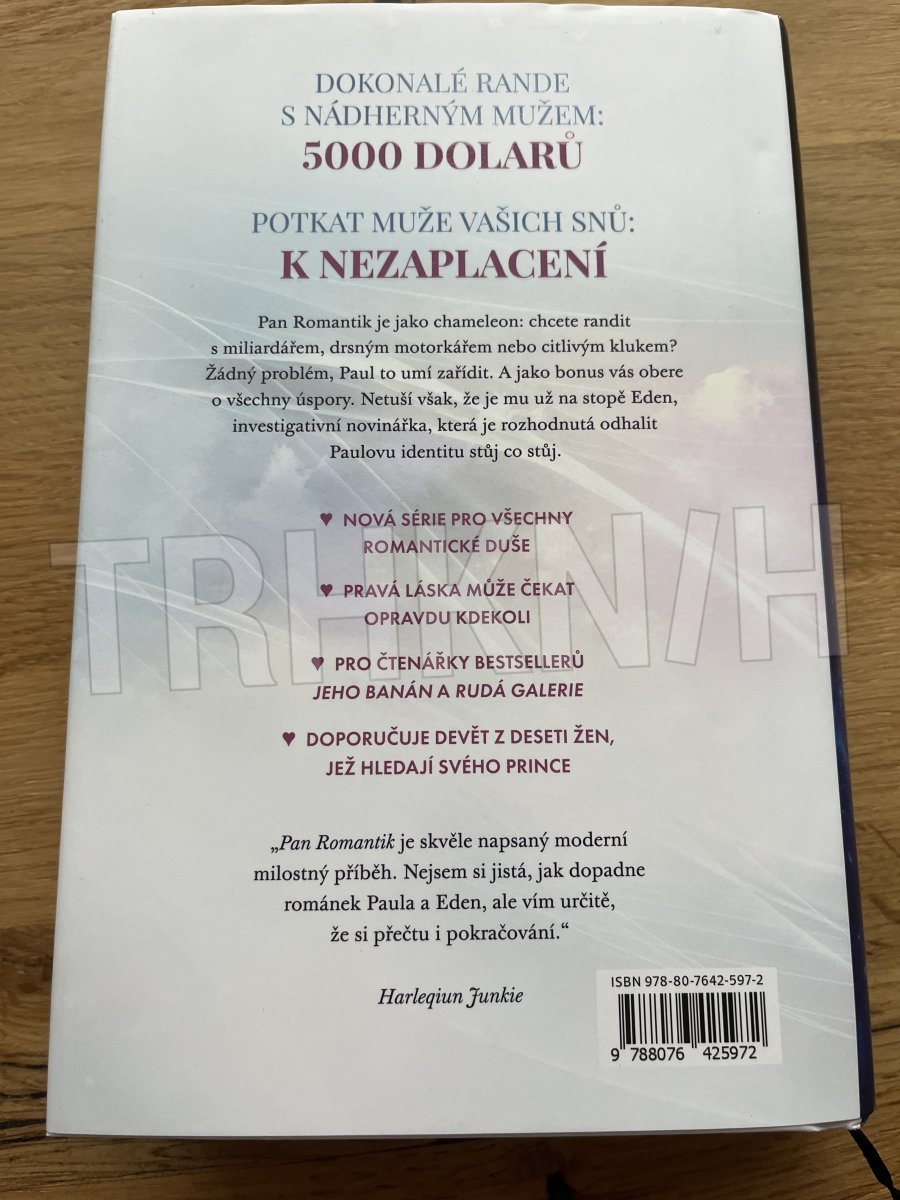 DOKONALÉ RANDE
S NÁDHERNÝM MUŽEM:
5000 DOLARŮ
POTKAT MUŽE VAŠICH SNŮ:
K NEZAPLACENÍ
Pan Romantik je jako chameleon: chcete randit
s miliardářem, drsným motorkářem nebo citlivým klukem?
Žádný problém, Paul to umí zařídit. A jako bonus vás obere
o všechny úspory. Netuší však, že je mu už na stopě Eden,
investigativní novinářka, která je rozhodnutá odhalit
Paulovu identitu stůj co stůj.
♥ NOVÁ SÉRIE PRO VŠECHNY
ROMANTICKÉ DUŠE
♥ PRAVÁ LÁSKA MŮŽE ČEKAT
OPRAVDU KDEKOLI
♥ PRO ČTENÁŘKY BESTSELLERŮ
JEHO BANÁN A RUDÁ GALERIE
♥ DOPORUČUJE DEVĚT Z DESETI ŽEN,
JEŽ HLEDAJÍ SVÉHO PRINCE
„Pan Romantik je skvěle napsaný moderní
milostný příběh. Nejsem si jistá, jak dopadne
románek Paula a Eden, ale vím určitě,
že si přečtu i pokračování.“
Harleqiun Junkie
ISBN 978-80-7642-597-2
9 788076 425972
TRHKN/H